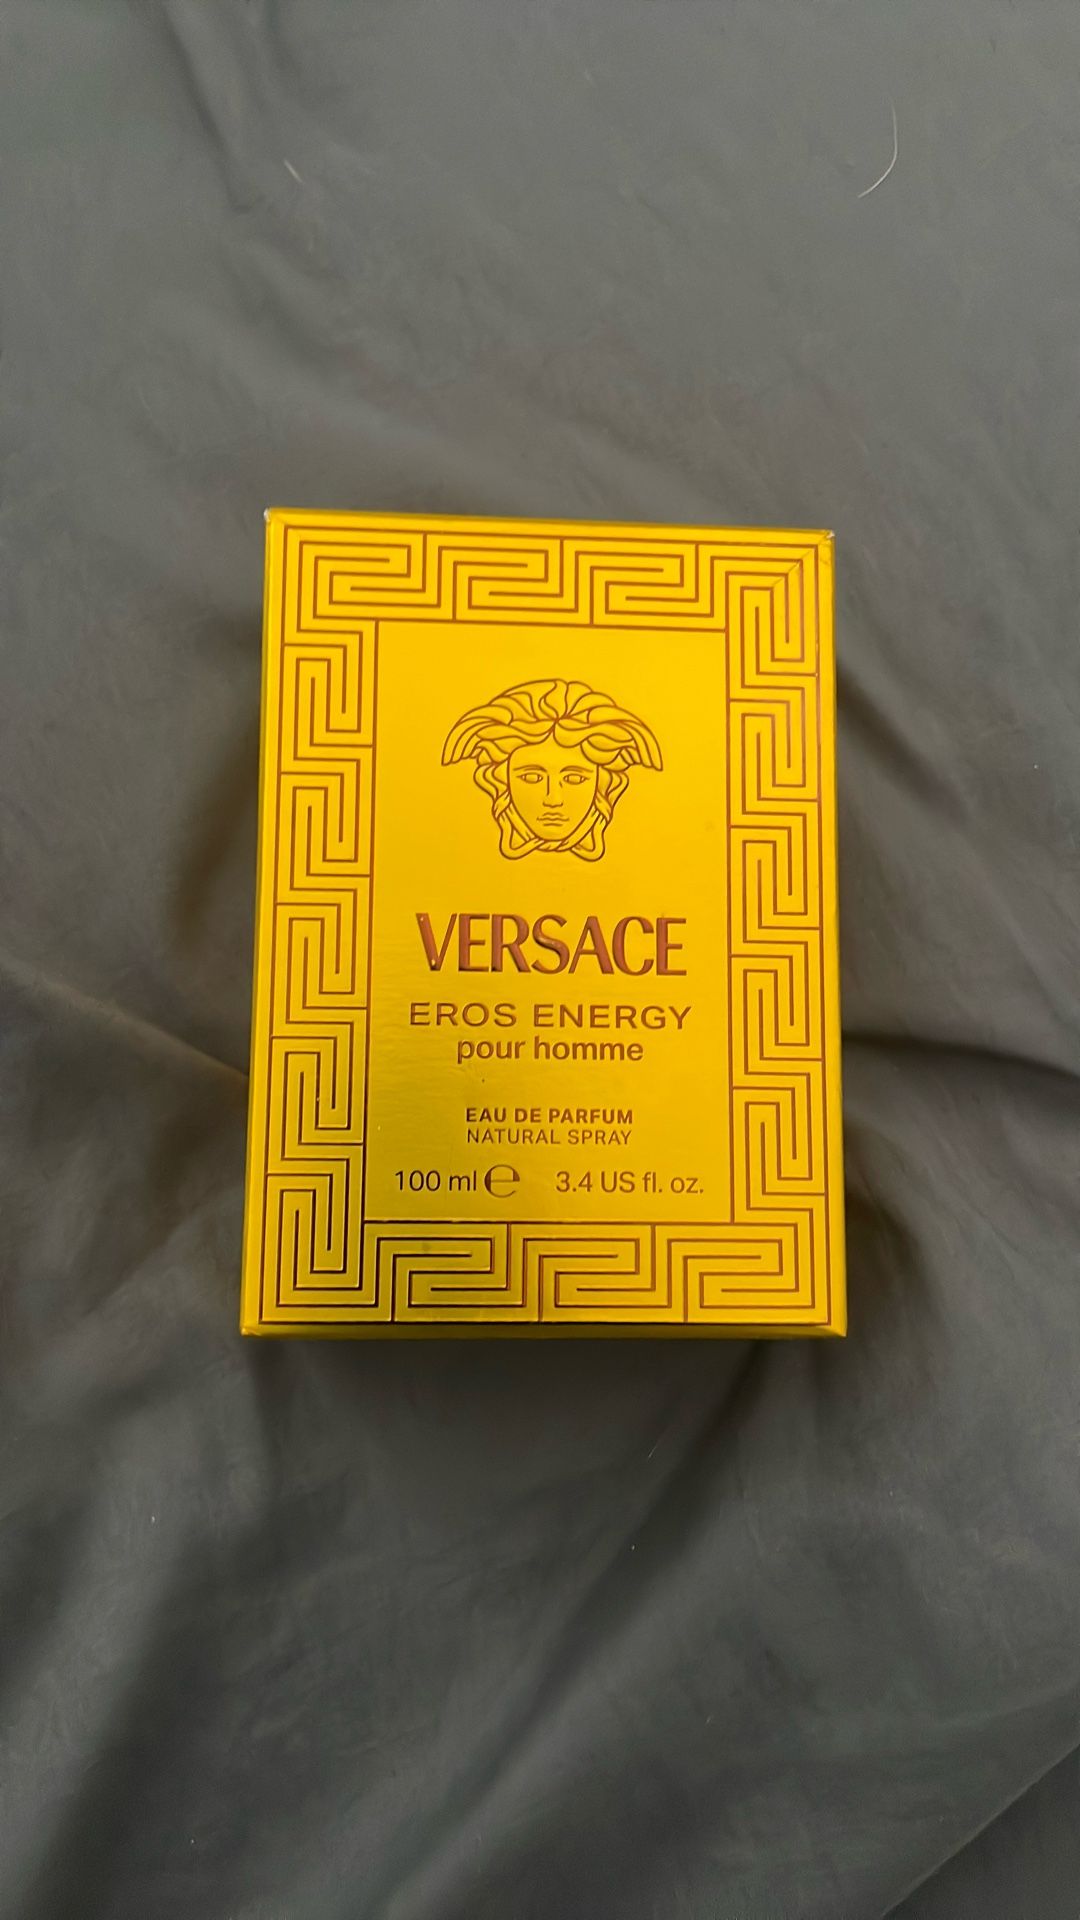 VERSACE
EROS ENERGY
pour homme
EAU DE PARFUM
NATURAL SPRAY
100 ml ℮ 3.4 US fl. oz.